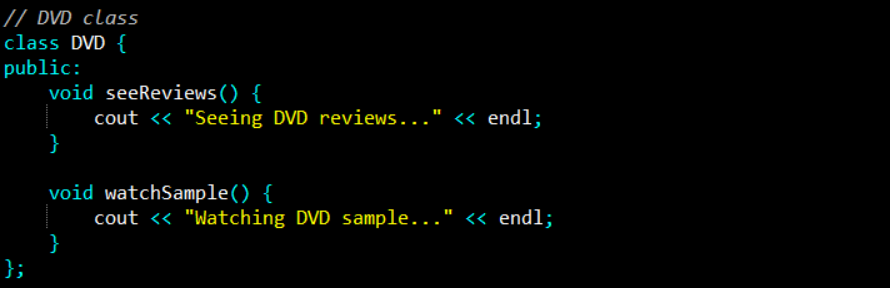 // DVD class
class DVD {
public:
    void seeReviews() {
        cout << "Seeing DVD reviews..." << endl;
    }
    void watchSample() {
        cout << "Watching DVD sample..." << endl;
    }
};